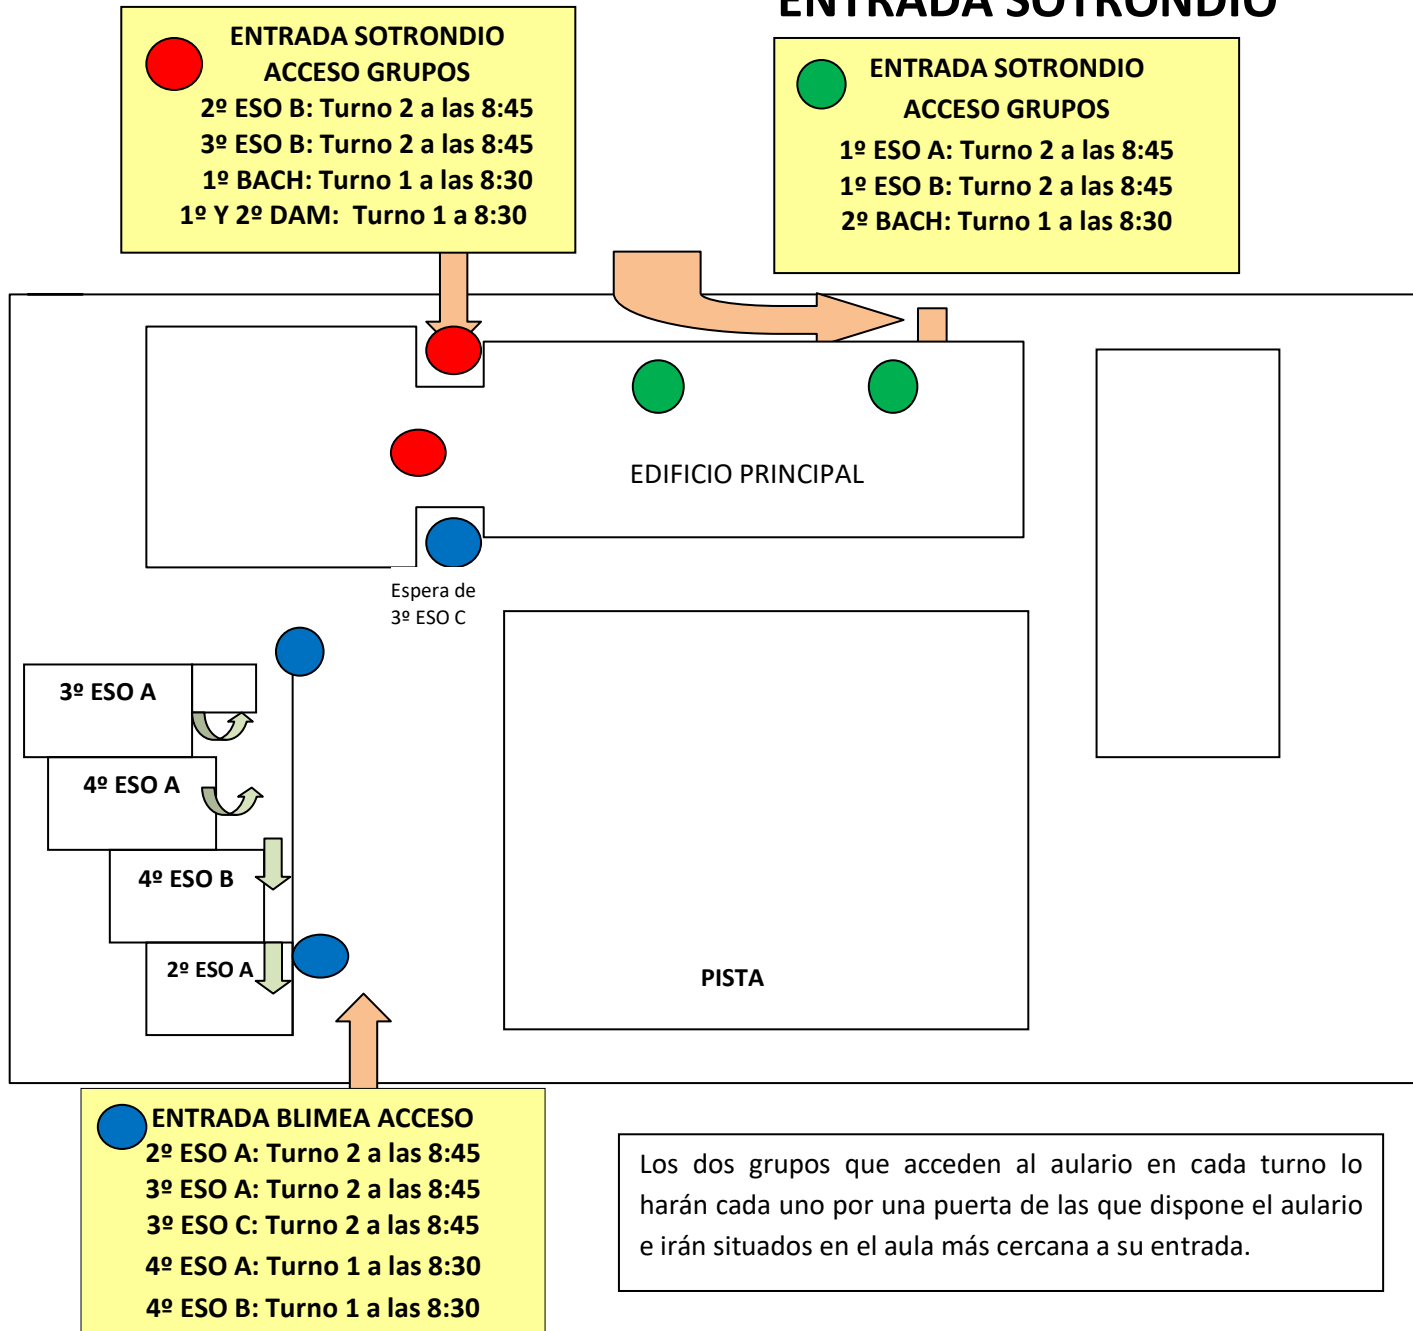 ENTRADA SOTRONDIO
ENTRADA SOTRONDIO
ACCESO GRUPOS
2º ESO B: Turno 2 a las 8:45
3º ESO B: Turno 2 a las 8:45
1º BACH: Turno 1 a las 8:30
1º Y 2º DAM: Turno 1 a 8:30
ENTRADA SOTRONDIO
ACCESO GRUPOS
1º ESO A: Turno 2 a las 8:45
1º ESO B: Turno 2 a las 8:45
2º BACH: Turno 1 a las 8:30
EDIFICIO PRINCIPAL
Espera de
3º ESO C
3º ESO A
4º ESO A
4º ESO B
2º ESO A
PISTA
ENTRADA BLIMEA ACCESO
2º ESO A: Turno 2 a las 8:45
3º ESO A: Turno 2 a las 8:45
3º ESO C: Turno 2 a las 8:45
4º ESO A: Turno 1 a las 8:30
4º ESO B: Turno 1 a las 8:30
Los dos grupos que acceden al aulario en cada turno lo
harán cada uno por una puerta de las que dispone el aulario
e irán situados en el aula más cercana a su entrada.